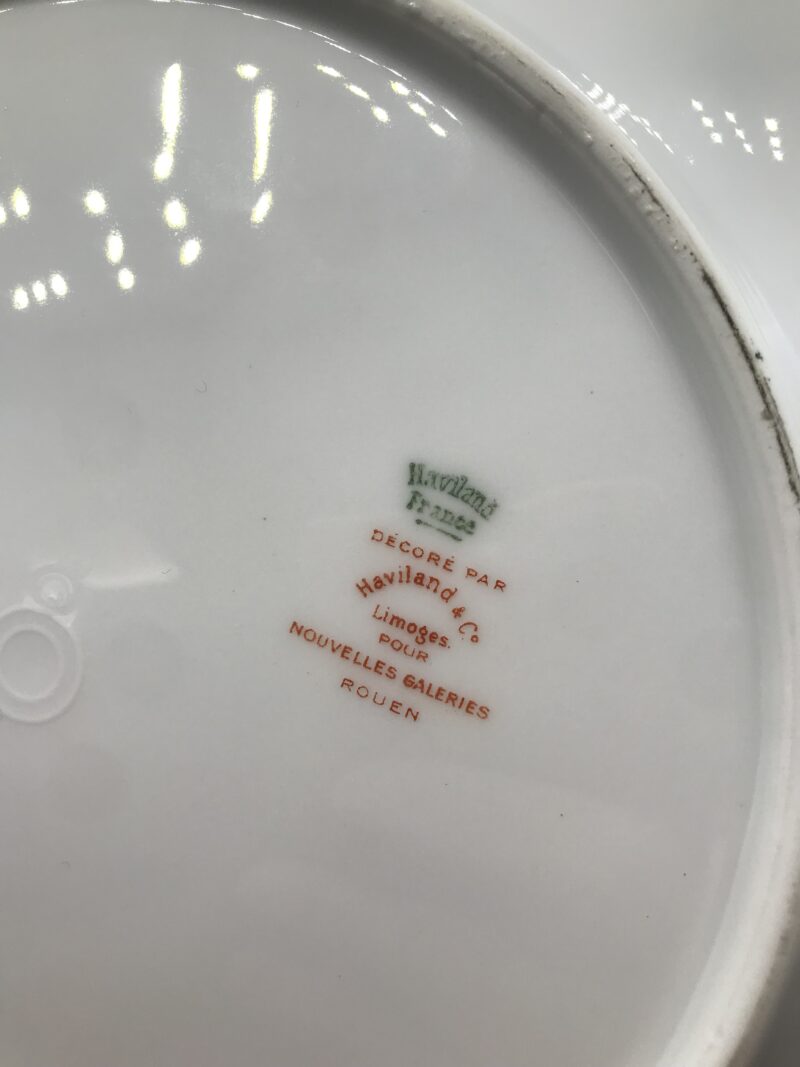 Haviland
France
DÉCORÉ PAR
Haviland & Co
Limoges.
POUR
NOUVELLES GALERIES
ROUEN